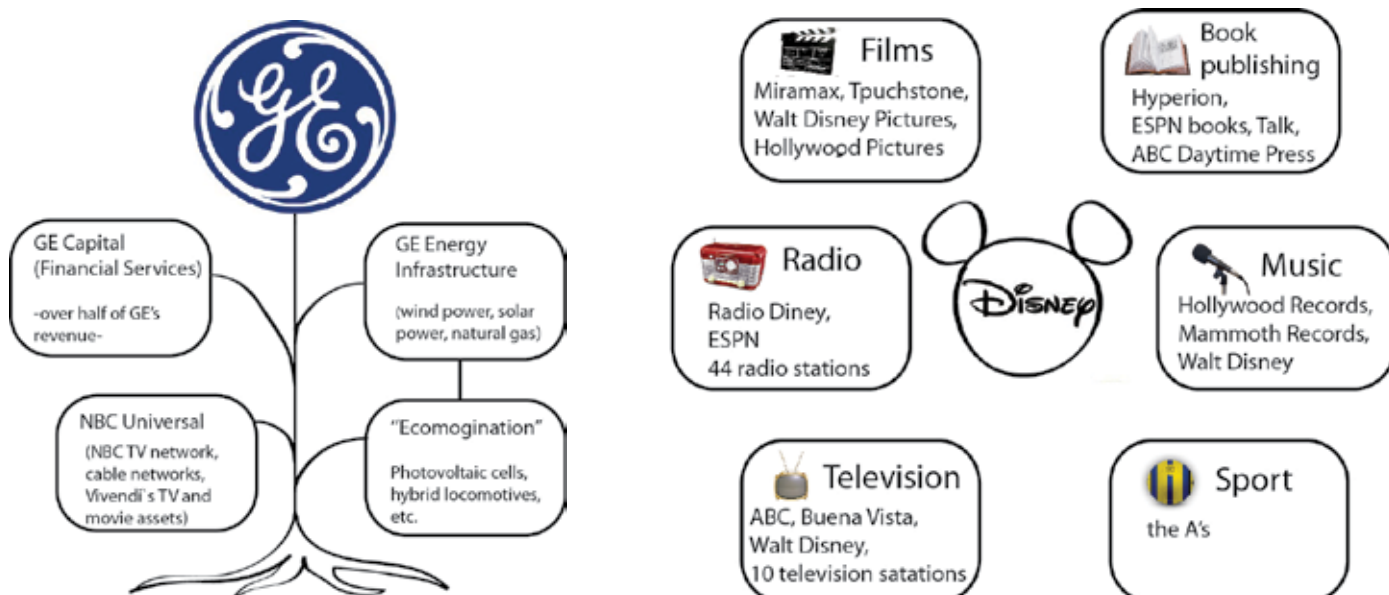 GE
GE Capital
(Financial Services)
-over half of GE's
revenue-
GE Energy
Infrastructure
(wind power, solar
power, natural gas)
NBC Universal
(NBC TV network,
cable networks,
Vivendi`s TV and
movie assets)
"Ecomogination"
Photovoltaic cells,
hybrid locomotives,
etc.
Films
Miramax, Tpuchstone,
Walt Disney Pictures,
Hollywood Pictures
Book
publishing
Hyperion,
ESPN books, Talk,
ABC Daytime Press
Radio
Radio Diney,
ESPN
44 radio stations
DISNEY
Music
Hollywood Records,
Mammoth Records,
Walt Disney
Television
ABC, Buena Vista,
Walt Disney,
10 television satations
Sport
the A's